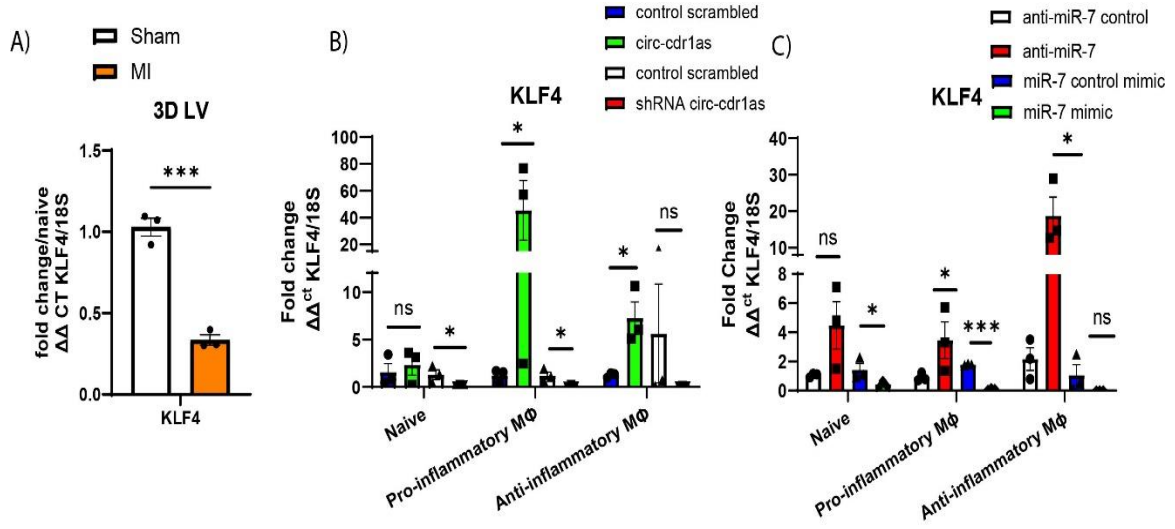 A)
Sham
MI
3D LV
***
fold change/naive
ΔΔ CT KLF4/18S
1.5
1.0
0.5
0.0
KLF4
B)
control scrambled
circ-cdr1as
control scrambled
shRNA circ-cdr1as
KLF4
Fold change
ΔΔct KLF4/18S
100
80
60
40
20
10
5
0
ns
*
*
*
*
ns
Naive
Pro-inflammatory MΦ
Anti-inflammatory MΦ
C)
anti-miR-7 control
anti-miR-7
miR-7 control mimic
miR-7 mimic
KLF4
Fold Change
ΔΔct KLF4/18S
40
30
20
10
6
4
2
0
ns
*
*
***
*
ns
Naive
Pro-inflammatory MΦ
Anti-inflammatory MΦ